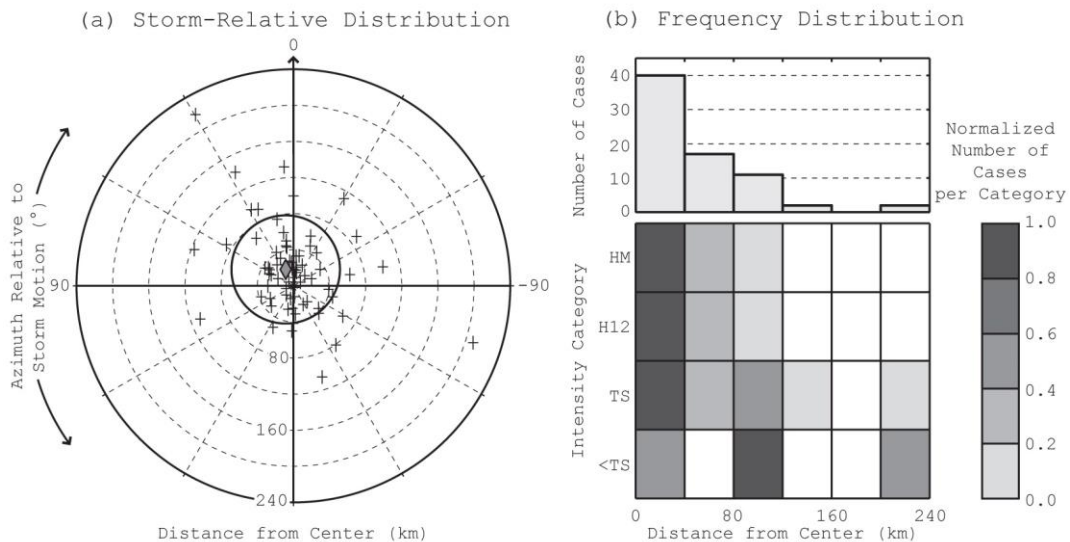 (a) Storm-Relative Distribution
0
Azimuth Relative to
Storm Motion (°)
90
-90
80
160
240
Distance from Center (km)
(b) Frequency Distribution
Number of Cases
40
30
20
10
0
Normalized
Number of
Cases
per Category
Intensity Category
HM
H12
TS
<TS
1.0
0.8
0.6
0.4
0.2
0.0
0 80 160 240
Distance from Center (km)